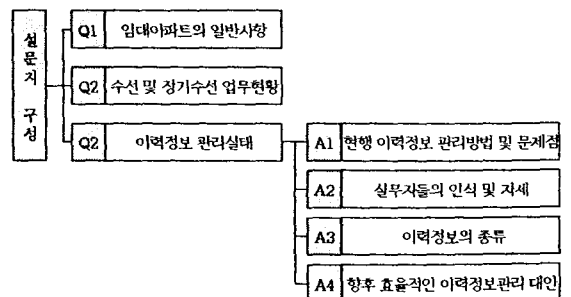 설문지 구성
Q1 임대아파트의 일반사항
Q2 수선 및 장기수선 업무현황
Q2 이력정보 관리실태
A1 현행 이력정보 관리방법 및 문제점
A2 실무자들의 인식 및 자세
A3 이력정보의 종류
A4 향후 효율적인 이력정보관리 대안